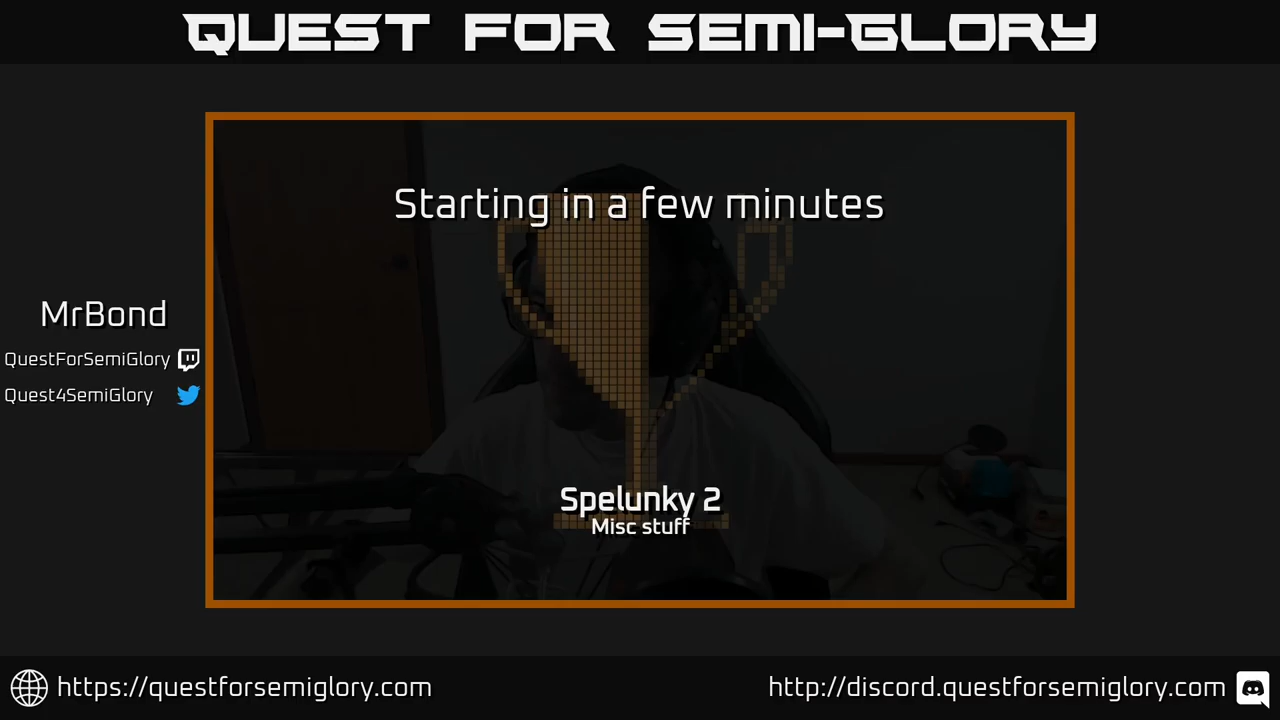 QUEST FOR SEMI-GLORY
Starting in a few minutes
MrBond
QuestForSemiGlory
Quest4SemiGlory
Spelunky 2
Misc stuff
https://questforsemiglory.com
http://discord.questforsemiglory.com